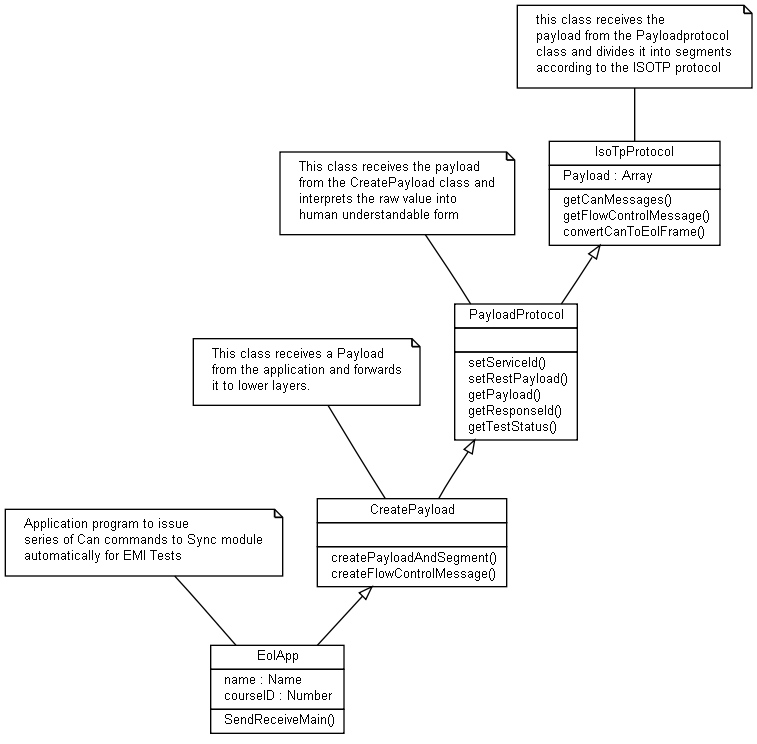 this class receives the
payload from the Payloadprotocol
class and divides it into segments
according to the ISOTP protocol
IsoTpProtocol
Payload : Array
getCanMessages()
getFlowControlMessage()
convertCanToEolFrame()
This class receives the payload
from the CreatePayload class and
interprets the raw value into
human understandable form
PayloadProtocol
setServiceId()
setRestPayload()
getPayload()
getResponseId()
getTestStatus()
This class receives a Payload
from the application and forwards
it to lower layers.
CreatePayload
createPayloadAndSegment()
createFlowControlMessage()
Application program to issue
series of Can commands to Sync module
automatically for EMI Tests
EolApp
name : Name
courseID : Number
SendReceiveMain()